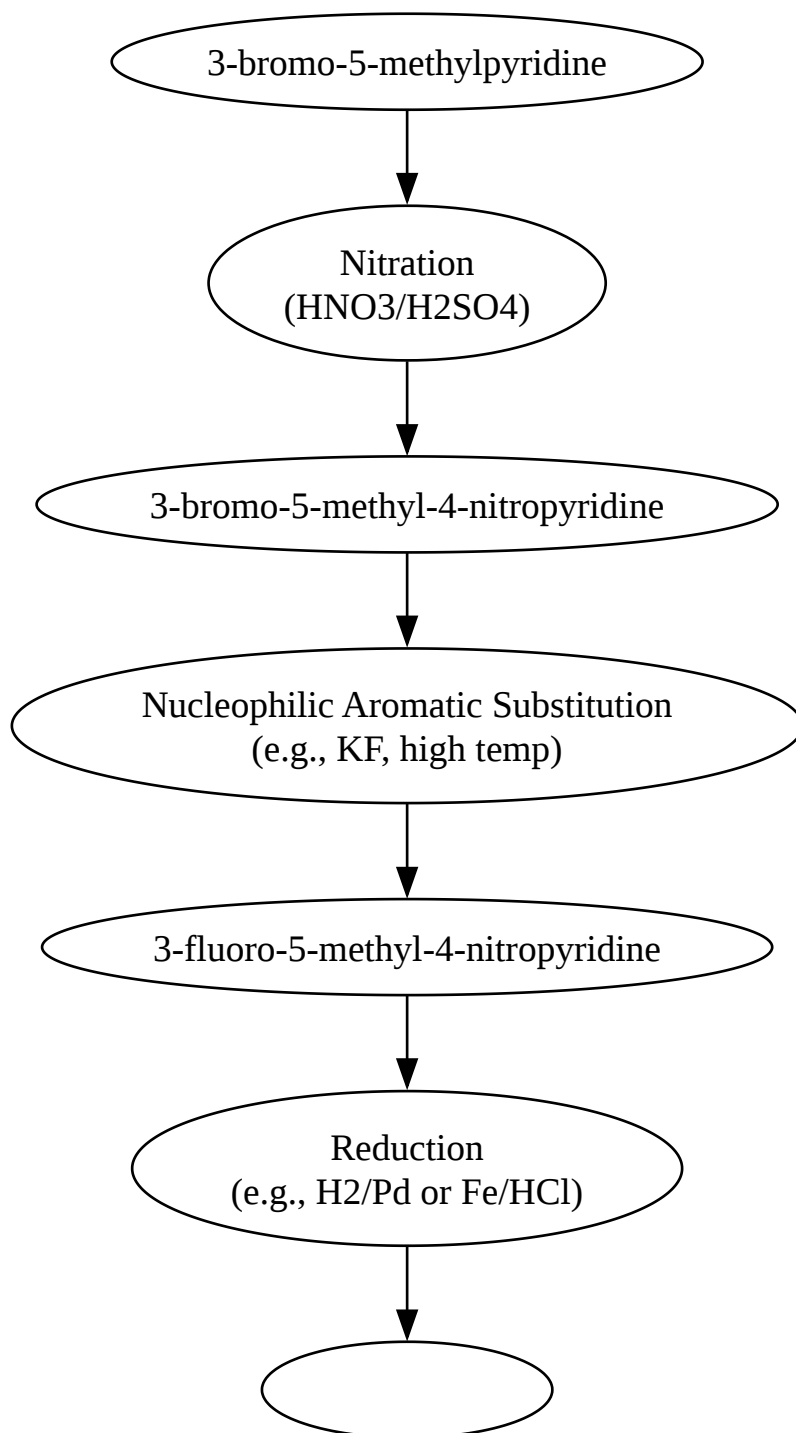 3-bromo-5-methylpyridine
Nitration
(HNO3/H2SO4)
3-bromo-5-methyl-4-nitropyridine
Nucleophilic Aromatic Substitution
(e.g., KF, high temp)
3-fluoro-5-methyl-4-nitropyridine
Reduction
(e.g., H2/Pd or Fe/HCl)